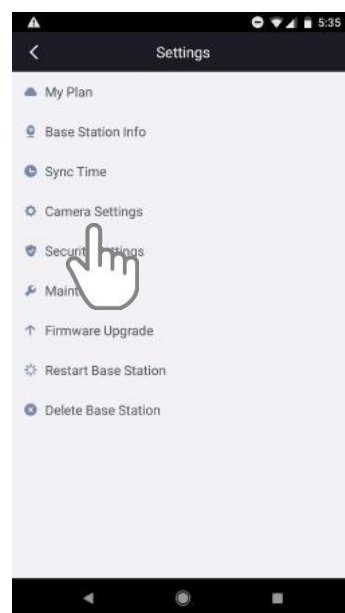 5:35
Settings
My Plan
Base Station Info
Sync Time
Camera Settings
Firmware Upgrade
Restart Base Station
Delete Base Station